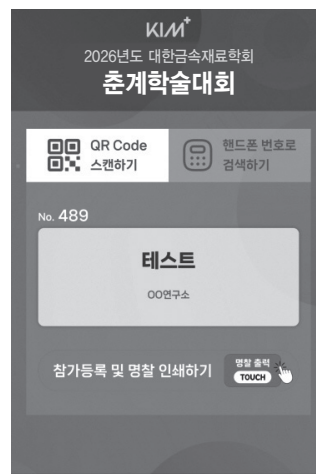 KIM+
2026년도 대한금속재료학회
춘계학술대회
QR Code
스캔하기
핸드폰 번호로
검색하기
No. 489
테스트
OO연구소
참가등록 및 명찰 인쇄하기
명찰 출력
TOUCH